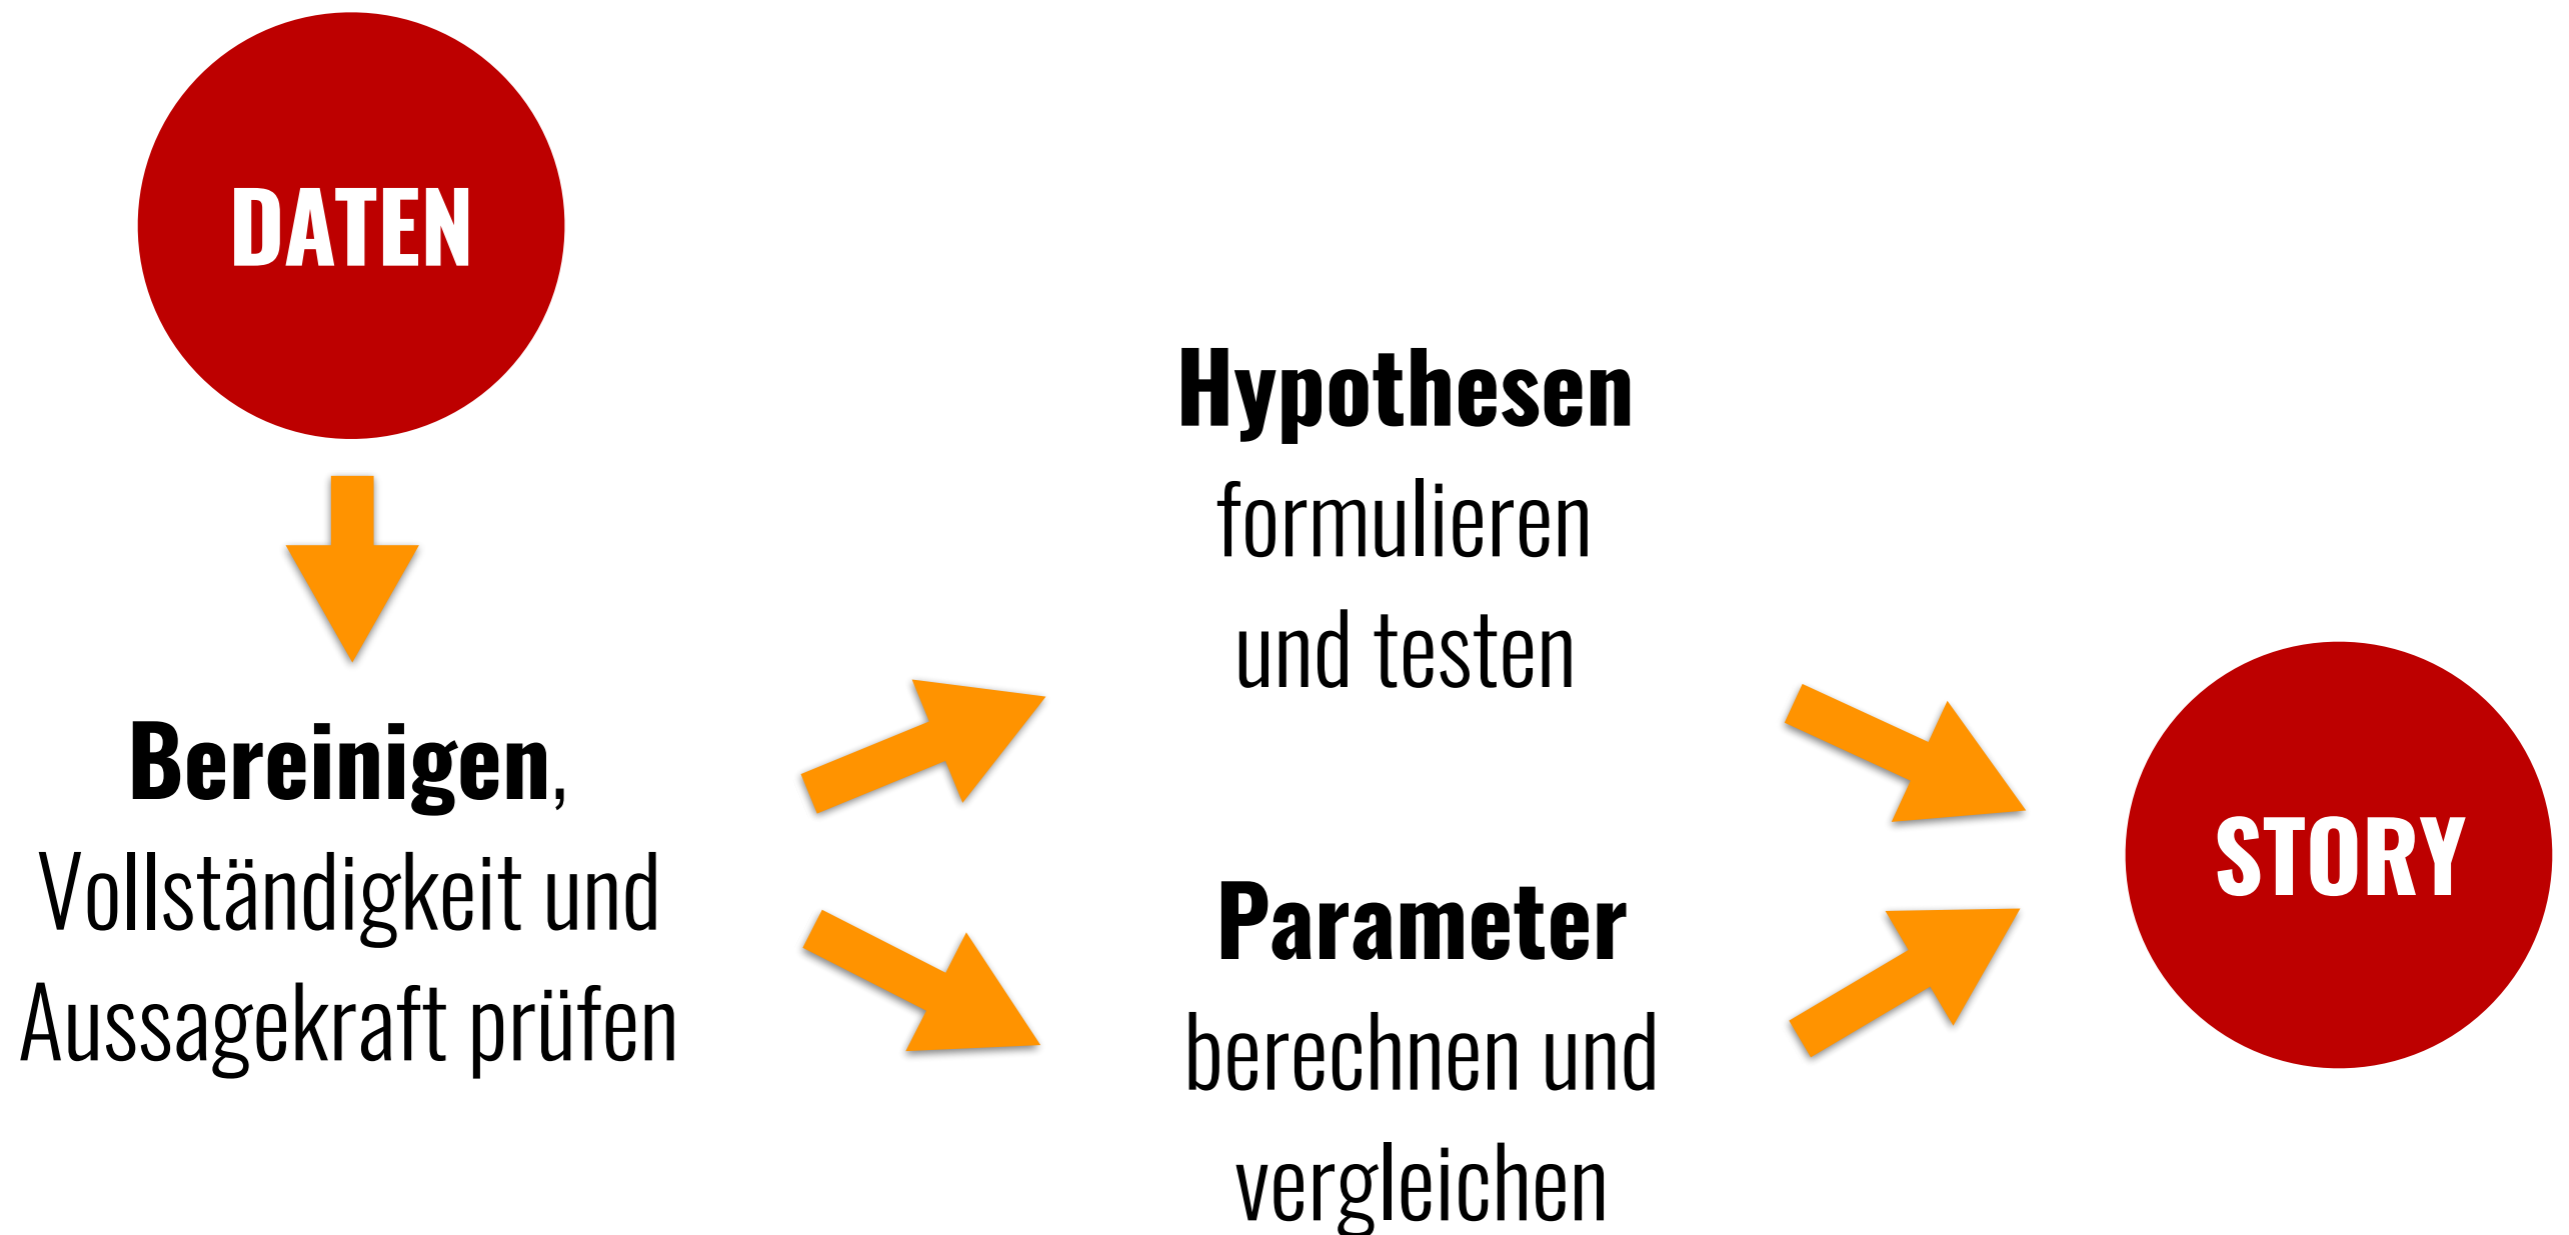 DATEN
Bereinigen,
Vollständigkeit und
Aussagekraft prüfen
Hypothesen
formulieren
und testen
Parameter
berechnen und
vergleichen
STORY